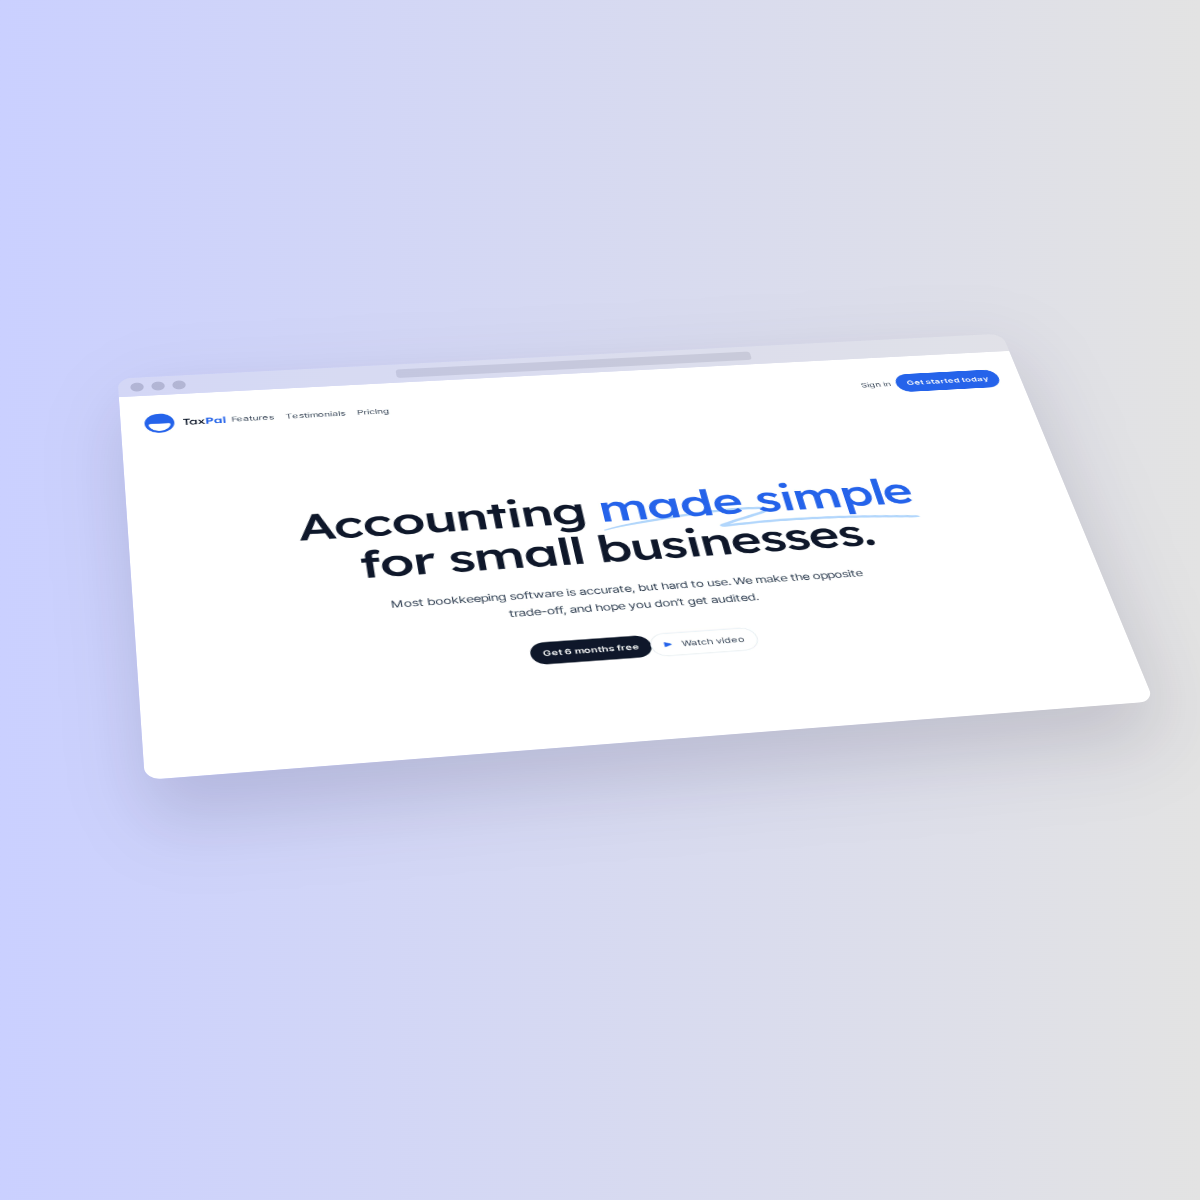 TaxPal Features Testimonials Pricing Sign in Get started today
Accounting made simple
for small businesses.
Most bookkeeping software is accurate, but hard to use. We make the opposite
trade-off, and hope you don't get audited.
Get 6 months free Watch video